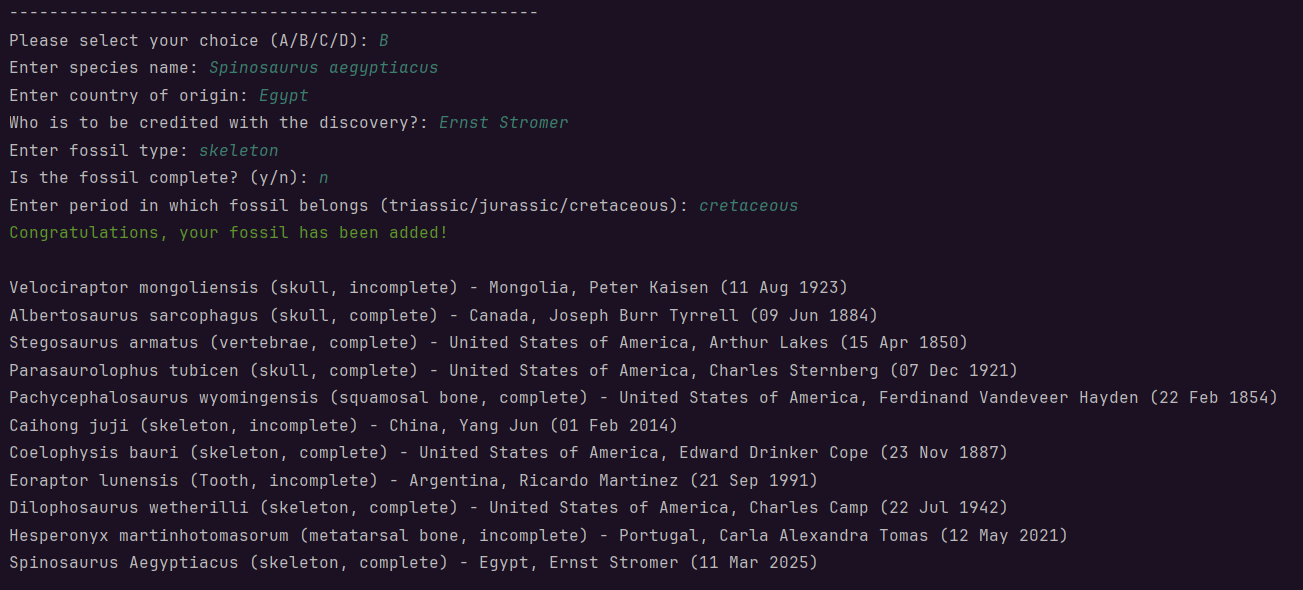 -----------------------------------------------------
Please select your choice (A/B/C/D): B
Enter species name: Spinosaurus aegyptiacus
Enter country of origin: Egypt
Who is to be credited with the discovery?: Ernst Stromer
Enter fossil type: skeleton
Is the fossil complete? (y/n): n
Enter period in which fossil belongs (triassic/jurassic/cretaceous): cretaceous
Congratulations, your fossil has been added!
Velociraptor mongoliensis (skull, incomplete) - Mongolia, Peter Kaisen (11 Aug 1923)
Albertosaurus sarcophagus (skull, complete) - Canada, Joseph Burr Tyrrell (09 Jun 1884)
Stegosaurus armatus (vertebrae, complete) - United States of America, Arthur Lakes (15 Apr 1850)
Parasaurolophus tubicen (skull, complete) - United States of America, Charles Sternberg (07 Dec 1921)
Pachycephalosaurus wyomingensis (squamosal bone, complete) - United States of America, Ferdinand Vandeveer Hayden (22 Feb 1854)
Caihong juji (skeleton, incomplete) - China, Yang Jun (01 Feb 2014)
Coelophysis bauri (skeleton, complete) - United States of America, Edward Drinker Cope (23 Nov 1887)
Eoraptor lunensis (Tooth, incomplete) - Argentina, Ricardo Martinez (21 Sep 1991)
Dilophosaurus wetherilli (skeleton, complete) - United States of America, Charles Camp (22 Jul 1942)
Hesperonyx martinhotomasorum (metatarsal bone, incomplete) - Portugal, Carla Alexandra Tomas (12 May 2021)
Spinosaurus Aegyptiacus (skeleton, complete) - Egypt, Ernst Stromer (11 Mar 2025)